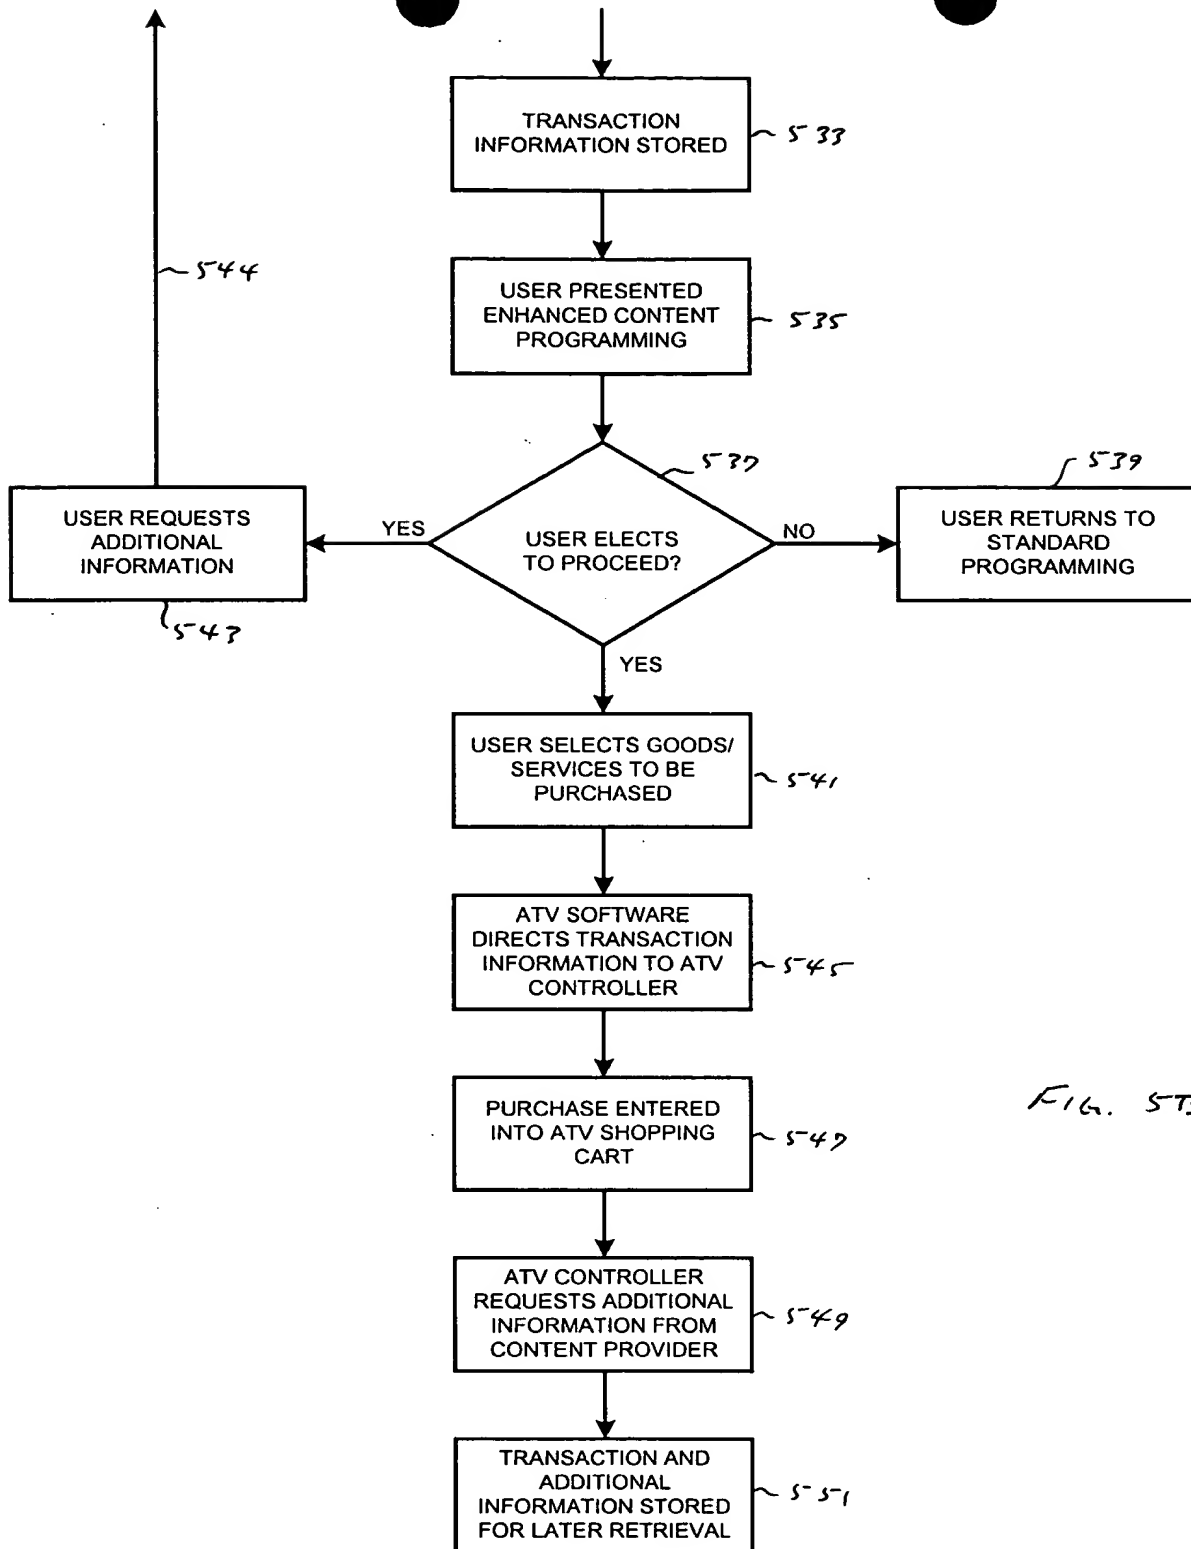 TRANSACTION
INFORMATION STORED
533
544
USER PRESENTED
ENHANCED CONTENT
PROGRAMMING
535
537
539
USER REQUESTS
ADDITIONAL
INFORMATION
YES
USER ELECTS
TO PROCEED?
NO
USER RETURNS TO
STANDARD
PROGRAMMING
543
YES
USER SELECTS GOODS/
SERVICES TO BE
PURCHASED
541
ATV SOFTWARE
DIRECTS TRANSACTION
INFORMATION TO ATV
CONTROLLER
545
PURCHASE ENTERED
INTO ATV SHOPPING
CART
547
FIG.
ATV CONTROLLER
REQUESTS ADDITIONAL
INFORMATION FROM
CONTENT PROVIDER
549
TRANSACTION AND
ADDITIONAL
INFORMATION STORED
FOR LATER RETRIEVAL
551